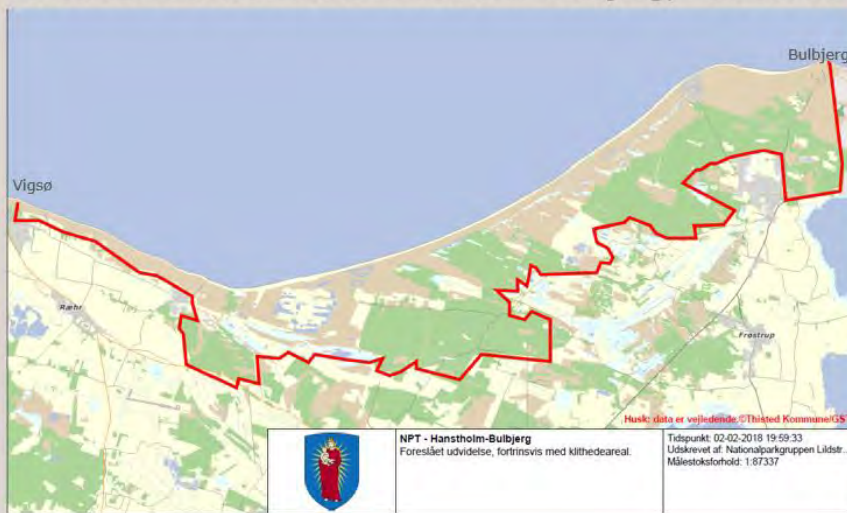 Bulbjerg
Vigsø
Ræhr
Frøstrup
Husk: data er vejledende.©Thisted Kommune/GST
NPT - Hanstholm-Bulbjerg
Foreslået udvidelse, fortrinsvis med klithedeareal.
Tidspunkt: 02-02-2018 19:59:33
Udskrevet af: Nationalparkgruppen Lildstr...
Målestoksforhold: 1:87337